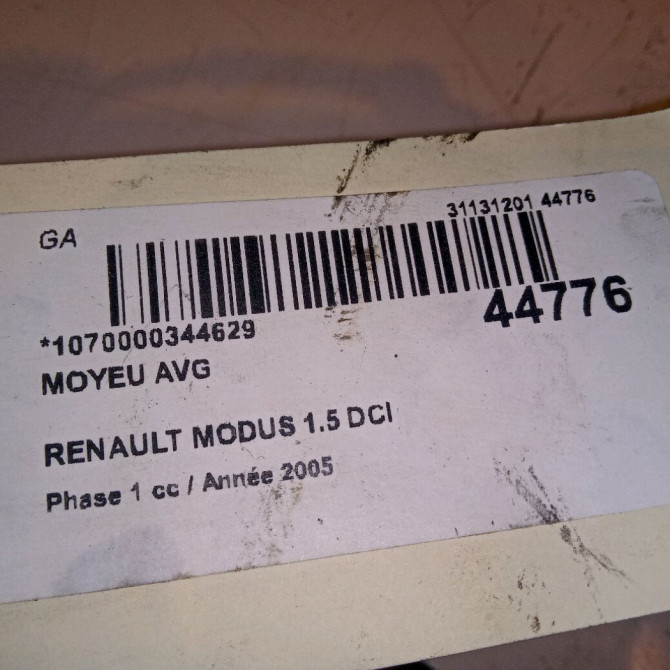 GA
31131201 44776
44776
*1070000344629
MOYEU AVG
RENAULT MODUS 1.5 DCI
Phase 1 cc / Année 2005